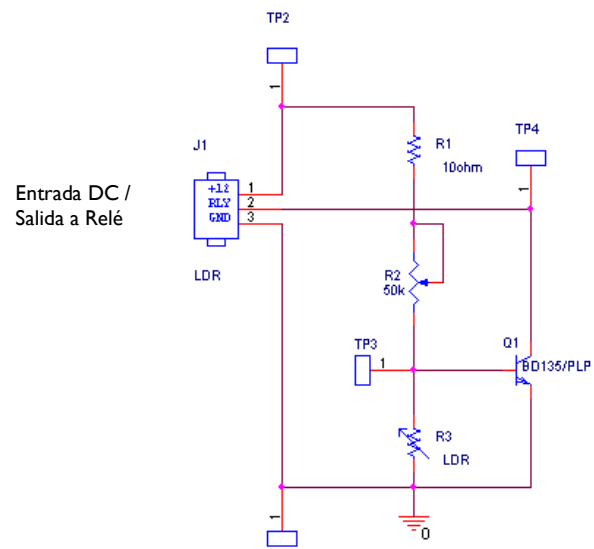 TP2
1
R1
10ohm
TP4
1
J1
+12
RLY
GND
1
2
3
Entrada DC /
Salida a Relé
LDR
R2
50k
TP3
1
Q1
BD135/PLP
R3
LDR
1
0